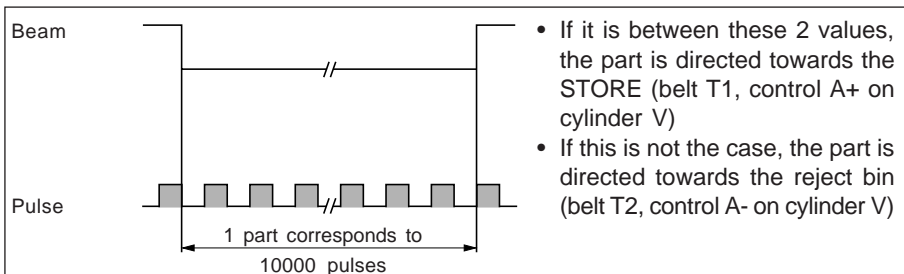 Beam
Pulse
1 part corresponds to
10000 pulses
• If it is between these 2 values,
the part is directed towards the
STORE (belt T1, control A+ on
cylinder V)
• If this is not the case, the part is
directed towards the reject bin
(belt T2, control A- on cylinder V)